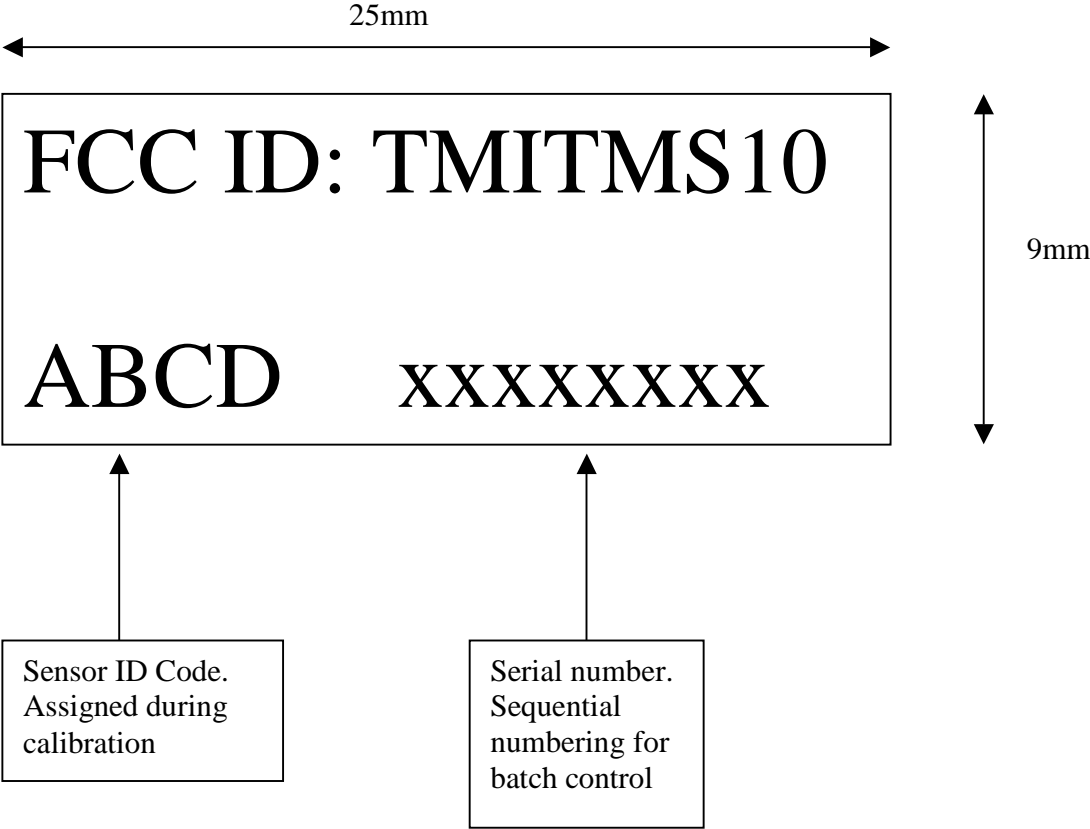 25mm
FCC ID: TMITMS10
9mm
ABCD xxxxxxxx
Sensor ID Code.
Assigned during
calibration
Serial number.
Sequential
numbering for
batch control